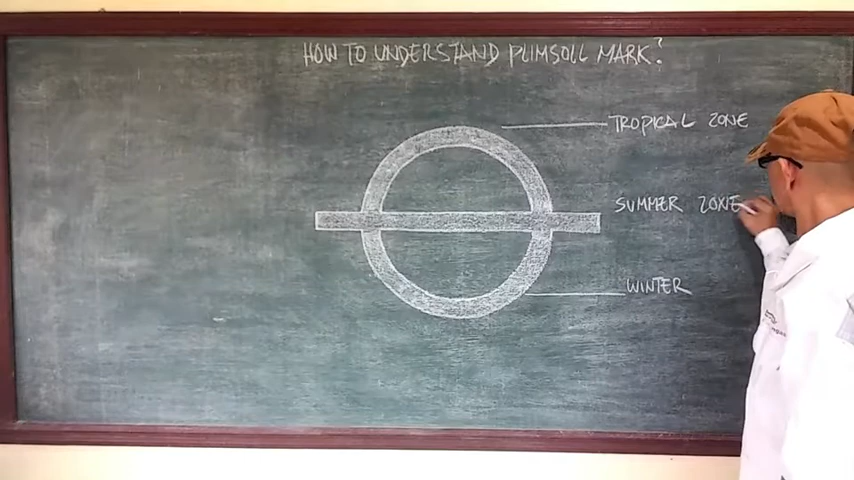 HOW TO UNDERSTAND PLIMSOLL MARK?
TROPICAL ZONE
SUMMER ZONE
WINTER